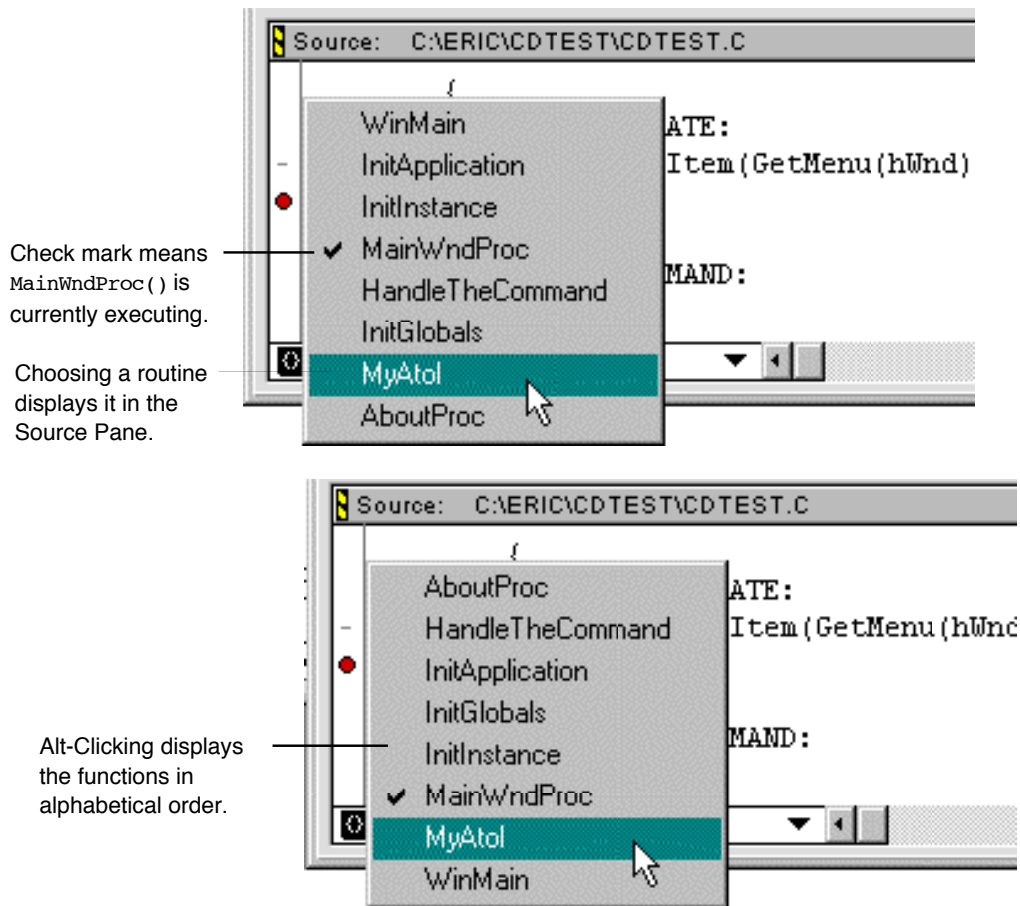 Source: C:\ERIC\CDTEST\CDTEST.C
{
WinMain
ATE:
InitApplication
Item(GetMenu(hWnd)
InitInstance
Check mark means
MainWndProc() is
currently executing.
MainWndProc
HandleTheCommand
MAND:
InitGlobals
Choosing a routine
displays it in the
Source Pane.
MyAtol
AboutProc
Source: C:\ERIC\CDTEST\CDTEST.C
{
AboutProc
ATE:
HandleTheCommand
Item(GetMenu(hWnd
InitApplication
InitGlobals
Alt-Clicking displays
the functions in
alphabetical order.
InitInstance
MAND:
MainWndProc
MyAtol
WinMain